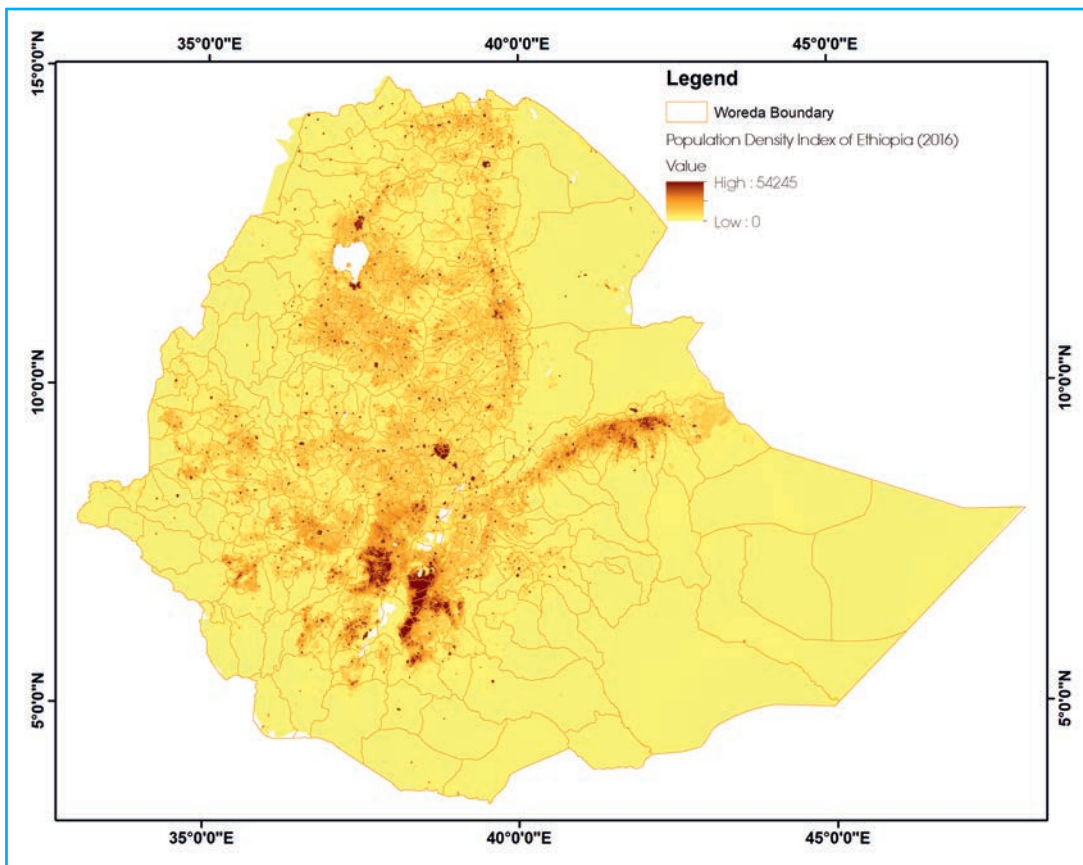 35°0'0"E 40°0'0"E 45°0'0"E
15°0'0"N
Legend
Woreda Boundary
Population Density Index of Ethiopia (2016)
Value
High : 54245
Low : 0
10°0'0"N 10°0'0"N
5°0'0"N 5°0'0"N
35°0'0"E 40°0'0"E 45°0'0"E